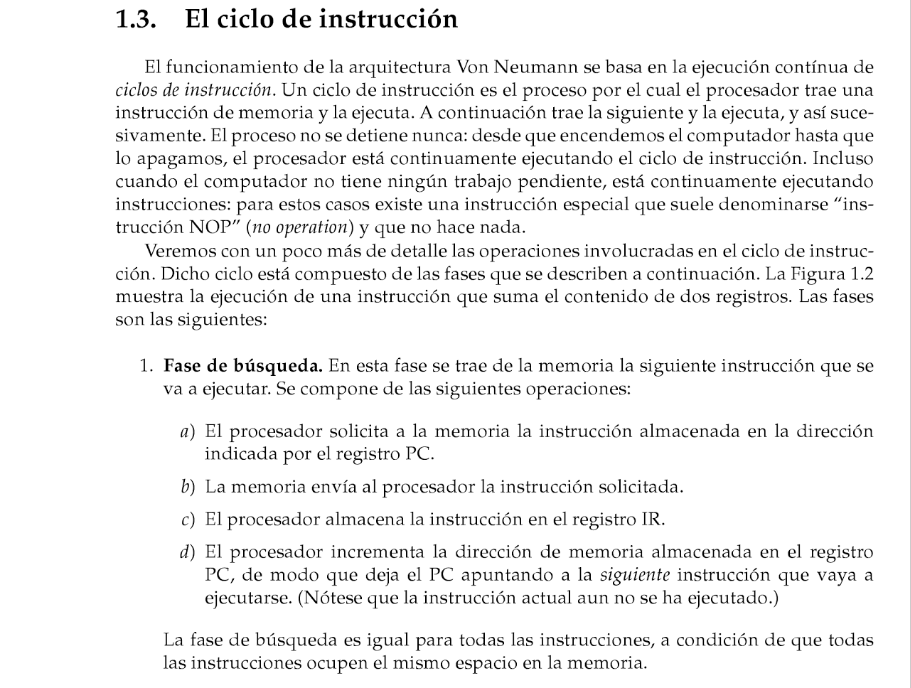 1.3. El ciclo de instrucción
El funcionamiento de la arquitectura Von Neumann se basa en la ejecución contínua de
ciclos de instrucción. Un ciclo de instrucción es el proceso por el cual el procesador trae una
instrucción de memoria y la ejecuta. A continuación trae la siguiente y la ejecuta, y así suce-
sivamente. El proceso no se detiene nunca: desde que encendemos el computador hasta que
lo apagamos, el procesador está continuamente ejecutando el ciclo de instrucción. Incluso
cuando el computador no tiene ningún trabajo pendiente, está continuamente ejecutando
instrucciones: para estos casos existe una instrucción especial que suele denominarse “ins-
trucción NOP” (no operation) y que no hace nada.
Veremos con un poco más de detalle las operaciones involucradas en el ciclo de instruc-
ción. Dicho ciclo está compuesto de las fases que se describen a continuación. La Figura 1.2
muestra la ejecución de una instrucción que suma el contenido de dos registros. Las fases
son las siguientes:
1. Fase de búsqueda. En esta fase se trae de la memoria la siguiente instrucción que se
va a ejecutar. Se compone de las siguientes operaciones:
a) El procesador solicita a la memoria la instrucción almacenada en la dirección
indicada por el registro PC.
b) La memoria envía al procesador la instrucción solicitada.
c) El procesador almacena la instrucción en el registro IR.
d) El procesador incrementa la dirección de memoria almacenada en el registro
PC, de modo que deja el PC apuntando a la siguiente instrucción que vaya a
ejecutarse. (Nótese que la instrucción actual aun no se ha ejecutado.)
La fase de búsqueda es igual para todas las instrucciones, a condición de que todas
las instrucciones ocupen el mismo espacio en la memoria.